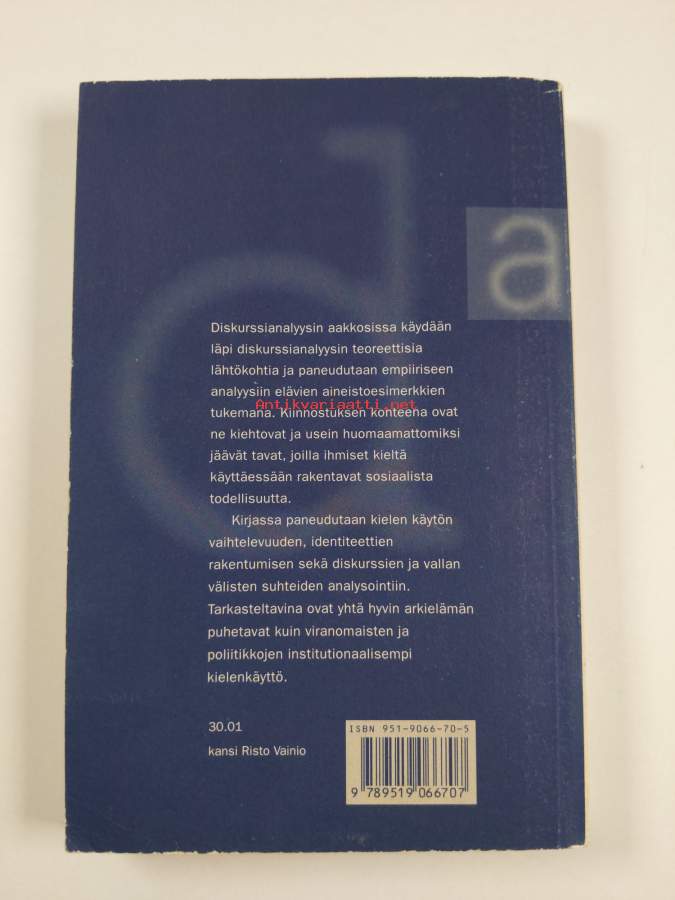 d
a
Diskurssianalyysin aakkosissa käydään
läpi diskurssianalyysin teoreettisia
lähtökohtia ja paneudutaan empiiriseen
analyysiin elävien aineistoesimerkkien
Antikvariaatti.net
tukemana. Kiinnostuksen kohteena ovat
ne kiehtovat ja usein huomaamattomiksi
jäävät tavat, joilla ihmiset kieltä
käyttäessään rakentavat sosiaalista
todellisuutta.
Kirjassa paneudutaan kielen käytön
vaihtelevuuden, identiteettien
rakentumisen sekä diskurssien ja vallan
välisten suhteiden analysointiin.
Tarkasteltavina ovat yhtä hyvin arkielämän
puhetavat kuin viranomaisten ja
poliitikkojen institutionaalisempi
kielenkäyttö.
30.01
kansi Risto Vainio
ISBN 951-9066-70-5
9 789519 066707